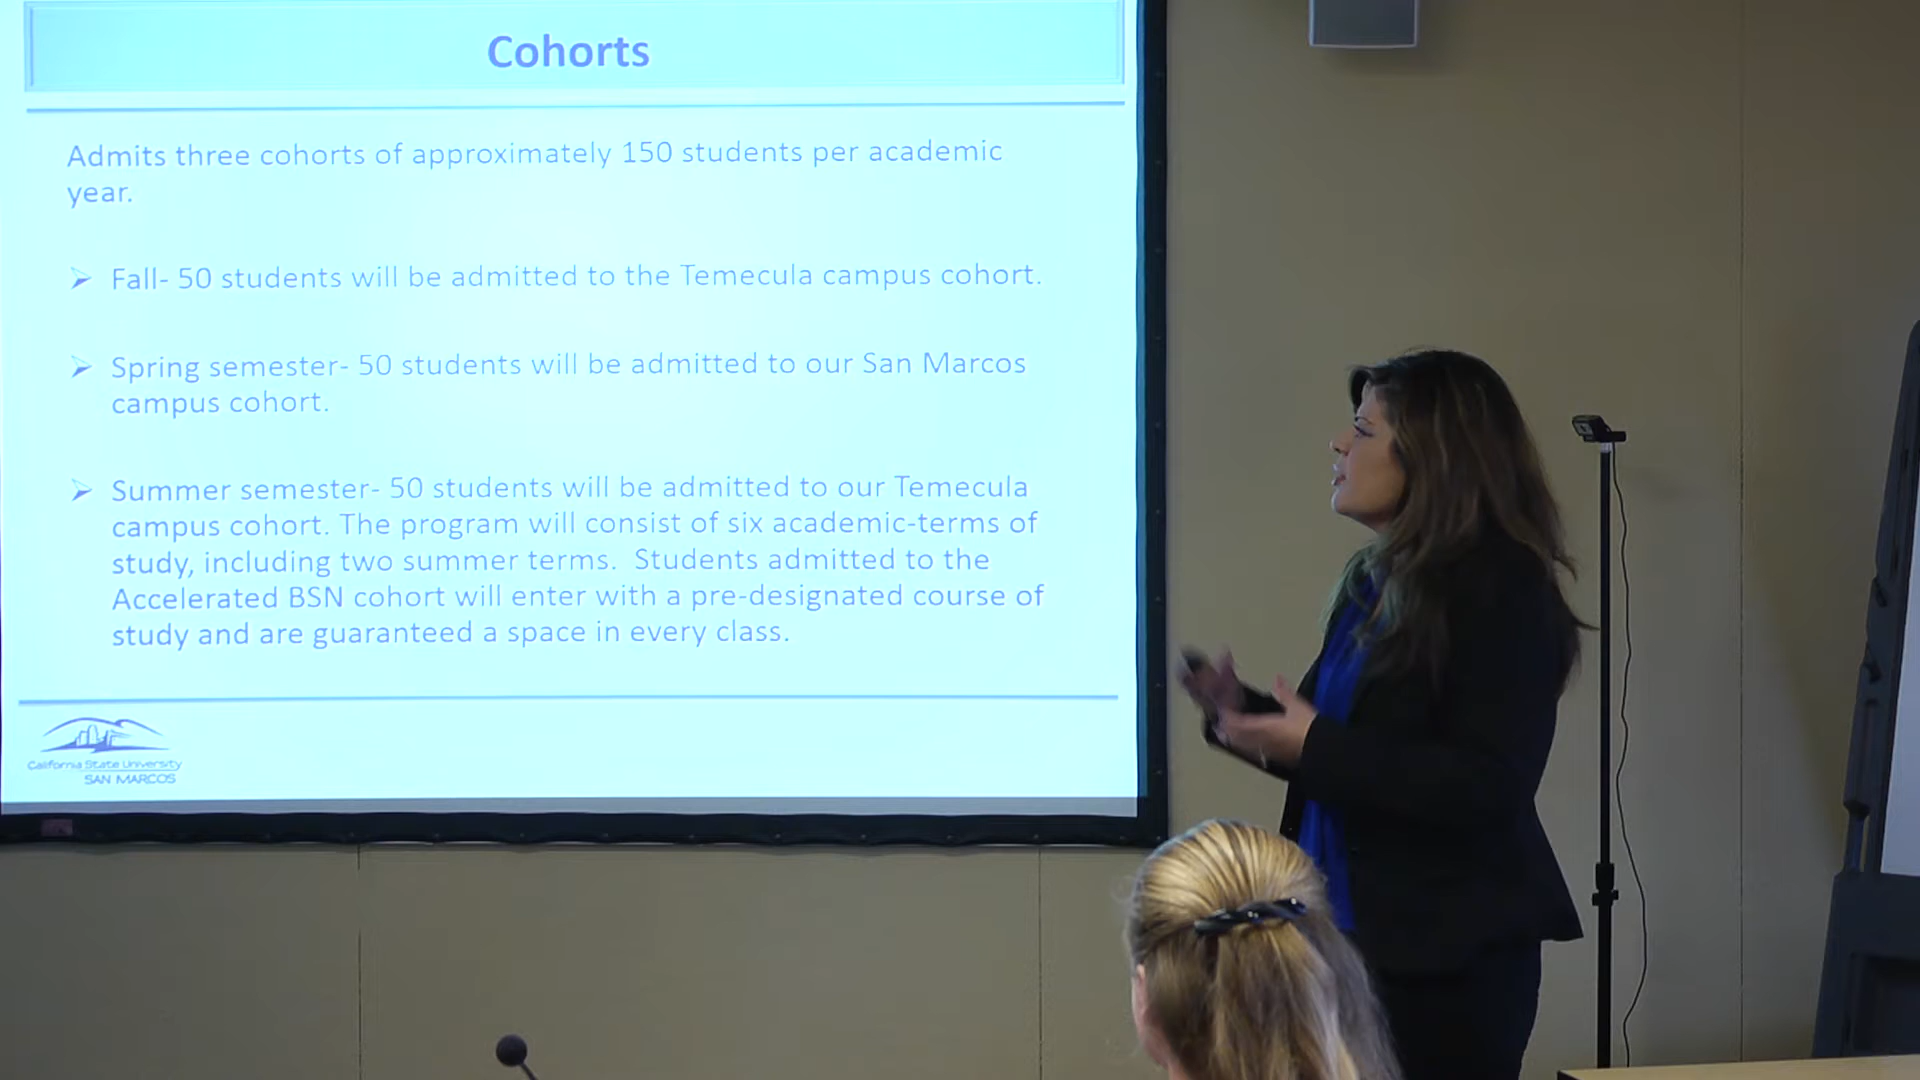 Cohorts
Admits three cohorts of approximately 150 students per academic
year.
➢ Fall- 50 students will be admitted to the Temecula campus cohort.
➢ Spring semester- 50 students will be admitted to our San Marcos
campus cohort.
➢ Summer semester- 50 students will be admitted to our Temecula
campus cohort. The program will consist of six academic-terms of
study, including two summer terms.  Students admitted to the
Accelerated BSN cohort will enter with a pre-designated course of
study and are guaranteed a space in every class.
California State University
SAN MARCOS